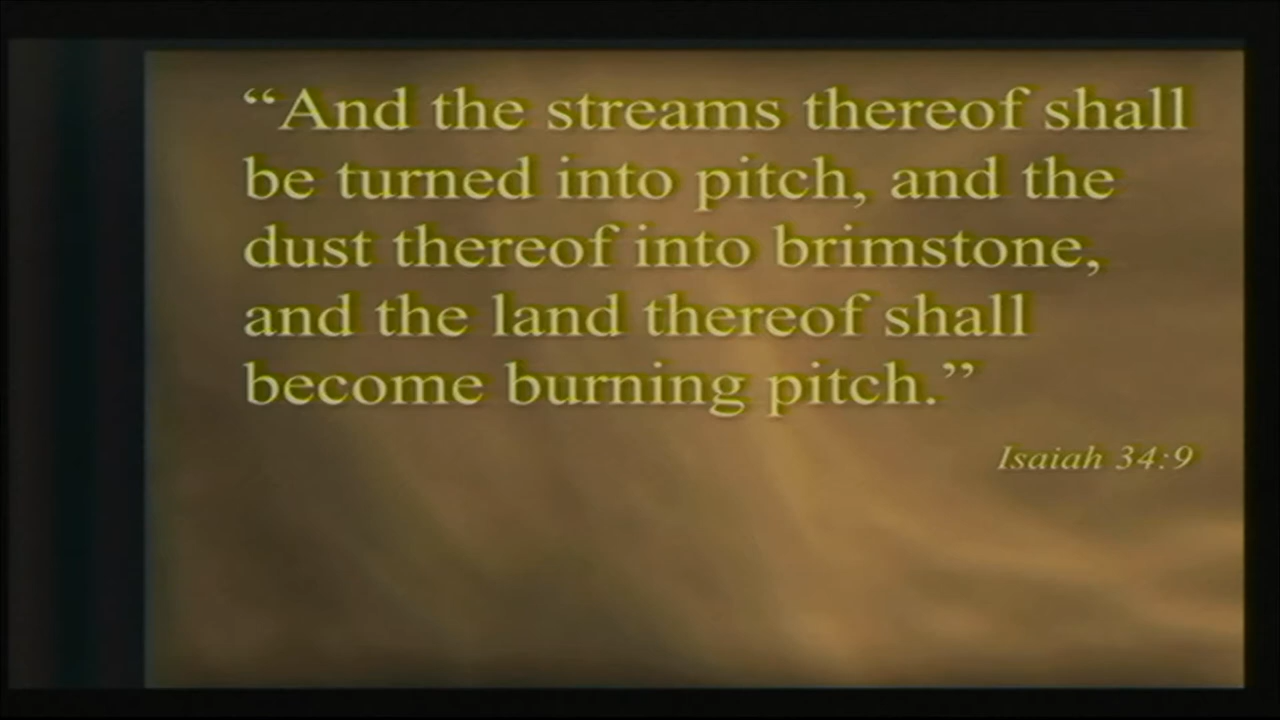 “And the streams thereof shall
be turned into pitch, and the
dust thereof into brimstone,
and the land thereof shall
become burning pitch.”
Isaiah 34:9